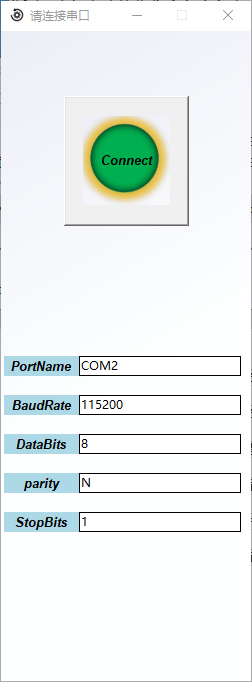 请连接串口
Connect
PortName COM2
BaudRate 115200
DataBits 8
parity N
StopBits 1